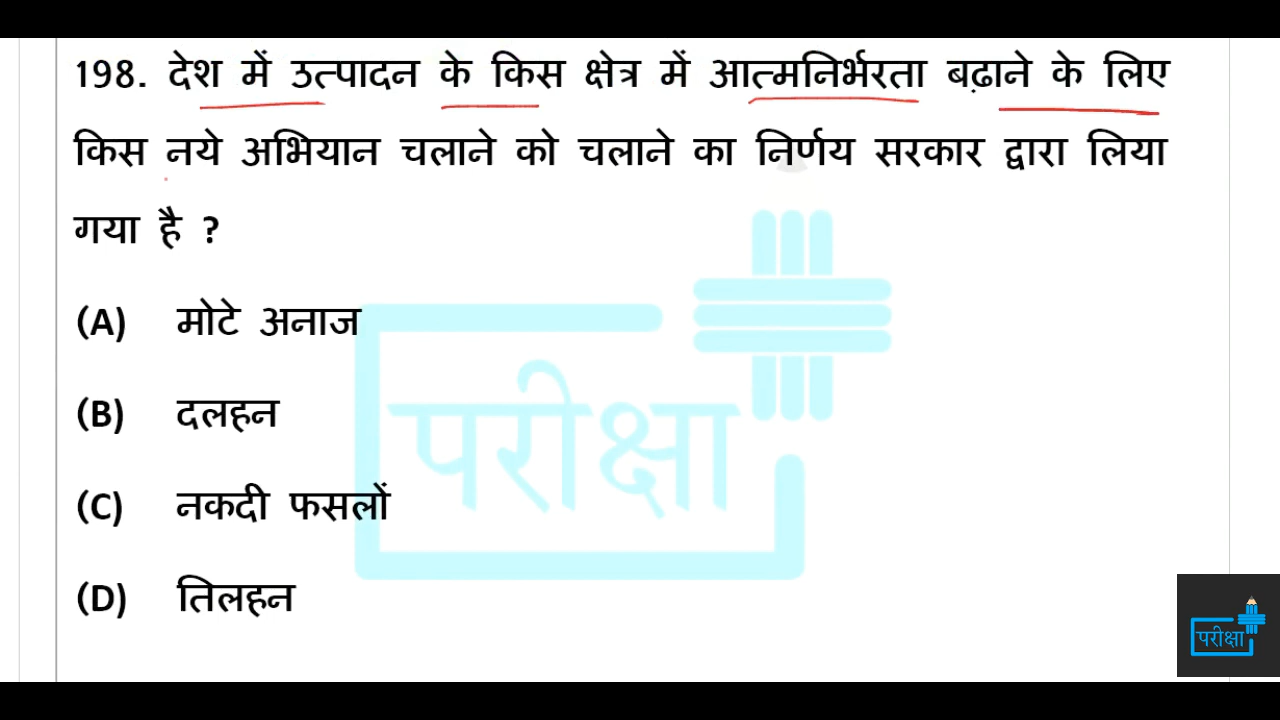 198. देश में उत्पादन के किस क्षेत्र में आत्मनिर्भरता बढ़ाने के लिए
किस नये अभियान चलाने को चलाने का निर्णय सरकार द्वारा लिया
गया है ?
(A) मोटे अनाज
(B) दलहन
(C) नकदी फसलों
(D) तिलहन
परीक्षा
परीक्षा